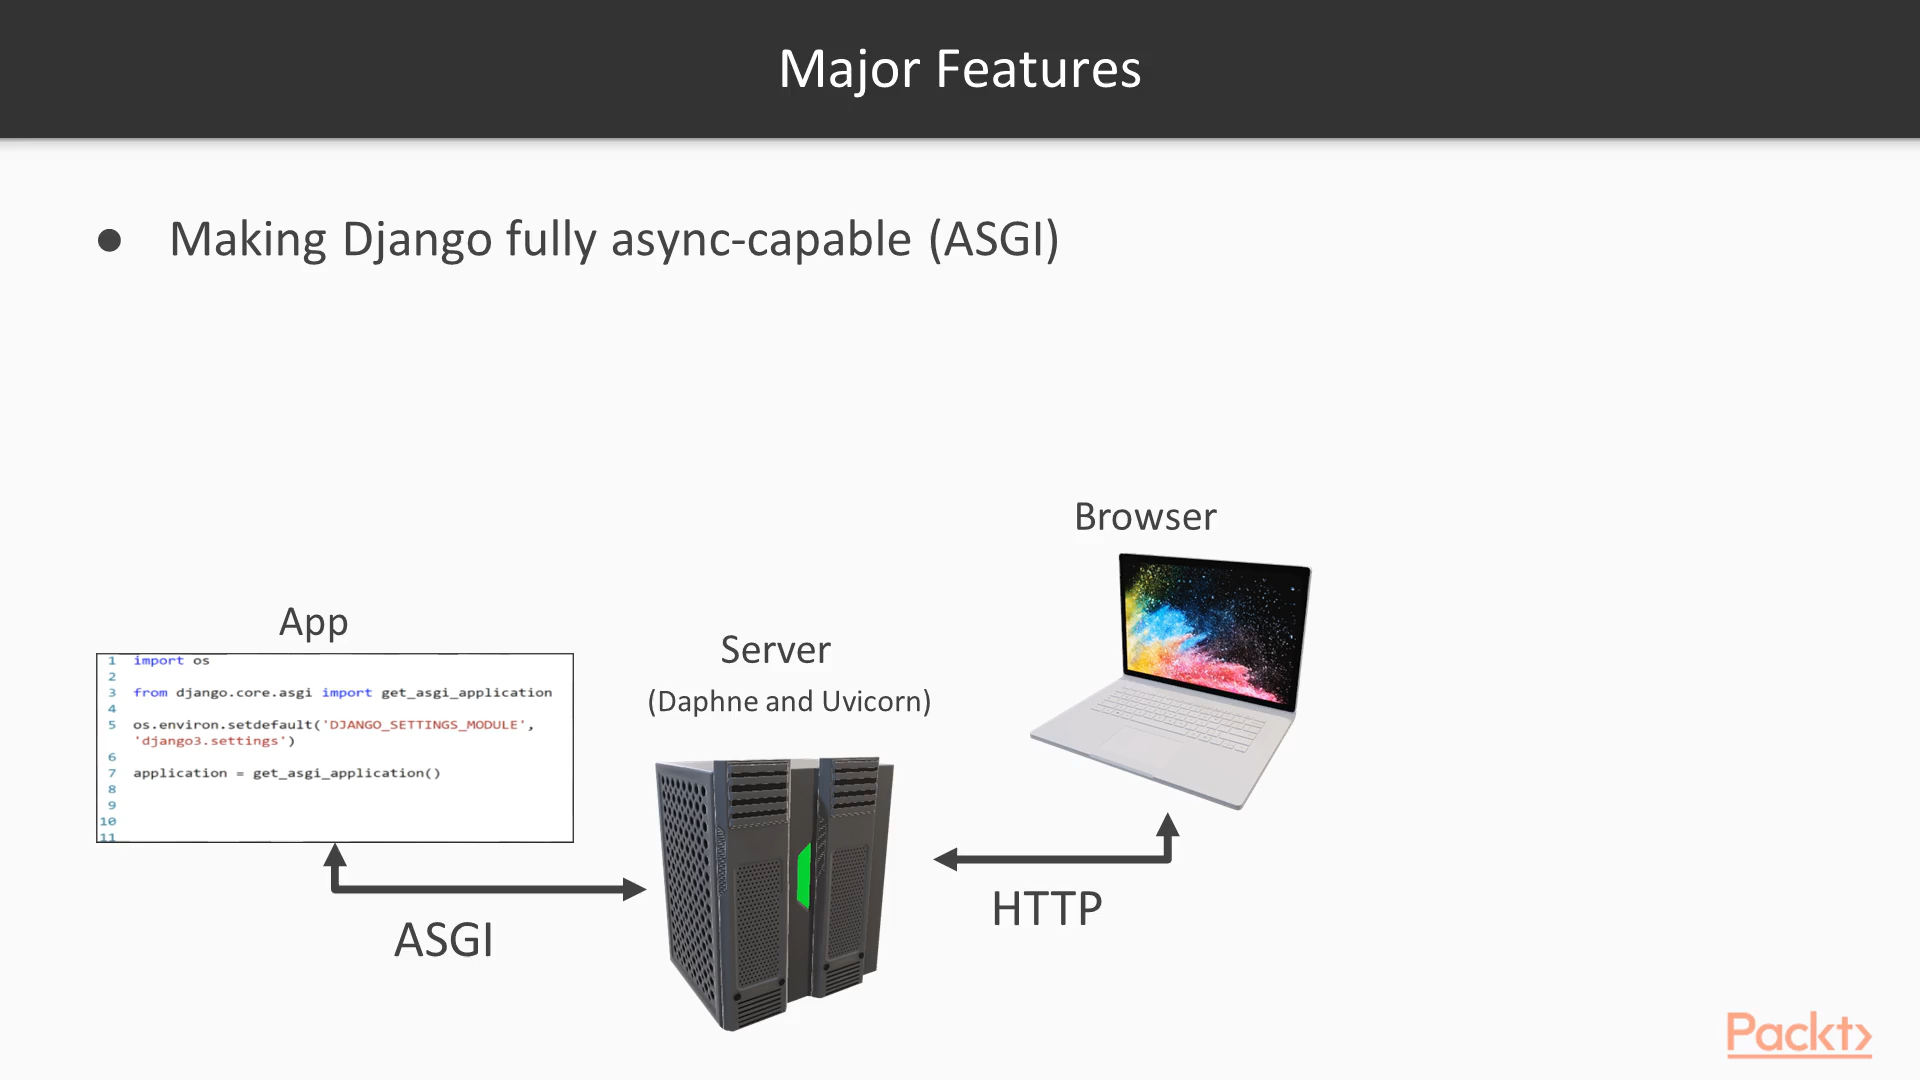 Major Features
● Making Django fully async-capable (ASGI)
Browser
App
Server
(Daphne and Uvicorn)
1 import os
2
3 from django.core.asgi import get_asgi_application
4
5 os.environ.setdefault('DJANGO_SETTINGS_MODULE',
'django3.settings')
6
7 application = get_asgi_application()
8
9
10
11
HTTP
ASGI
Packt>